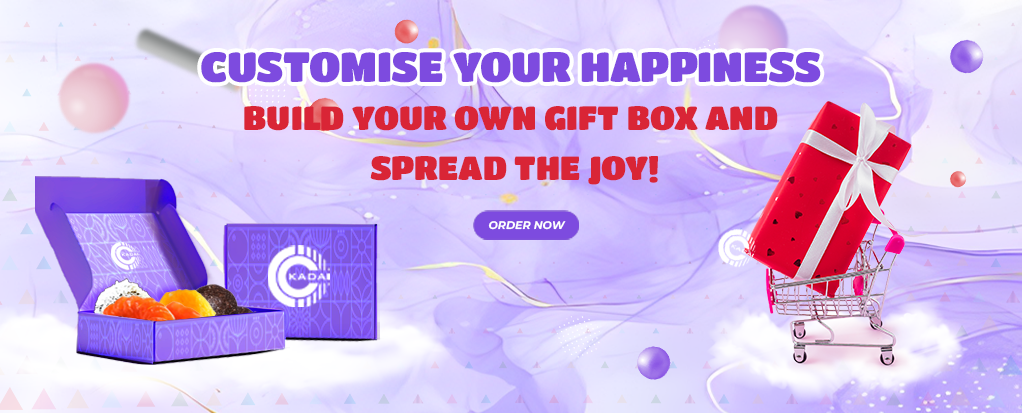 CUSTOMISE YOUR HAPPINESS
BUILD YOUR OWN GIFT BOX AND
SPREAD THE JOY!
ORDER NOW
KADAI